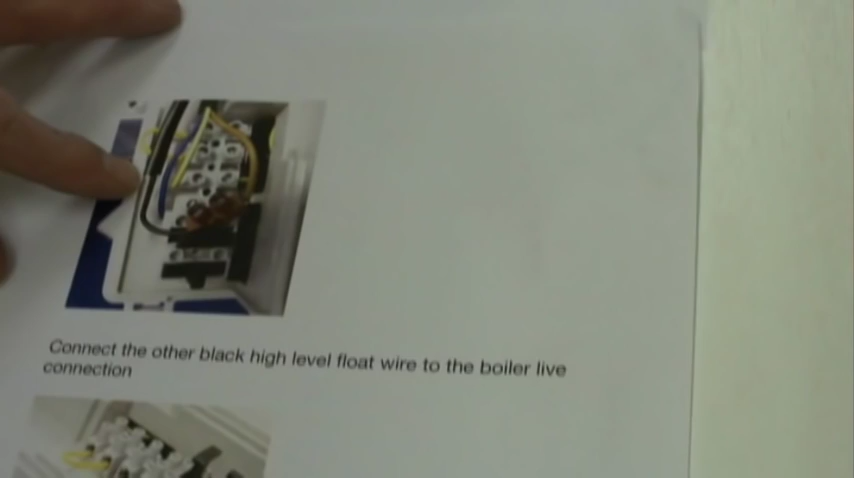 Connect the other black high level float wire to the boiler live
connection